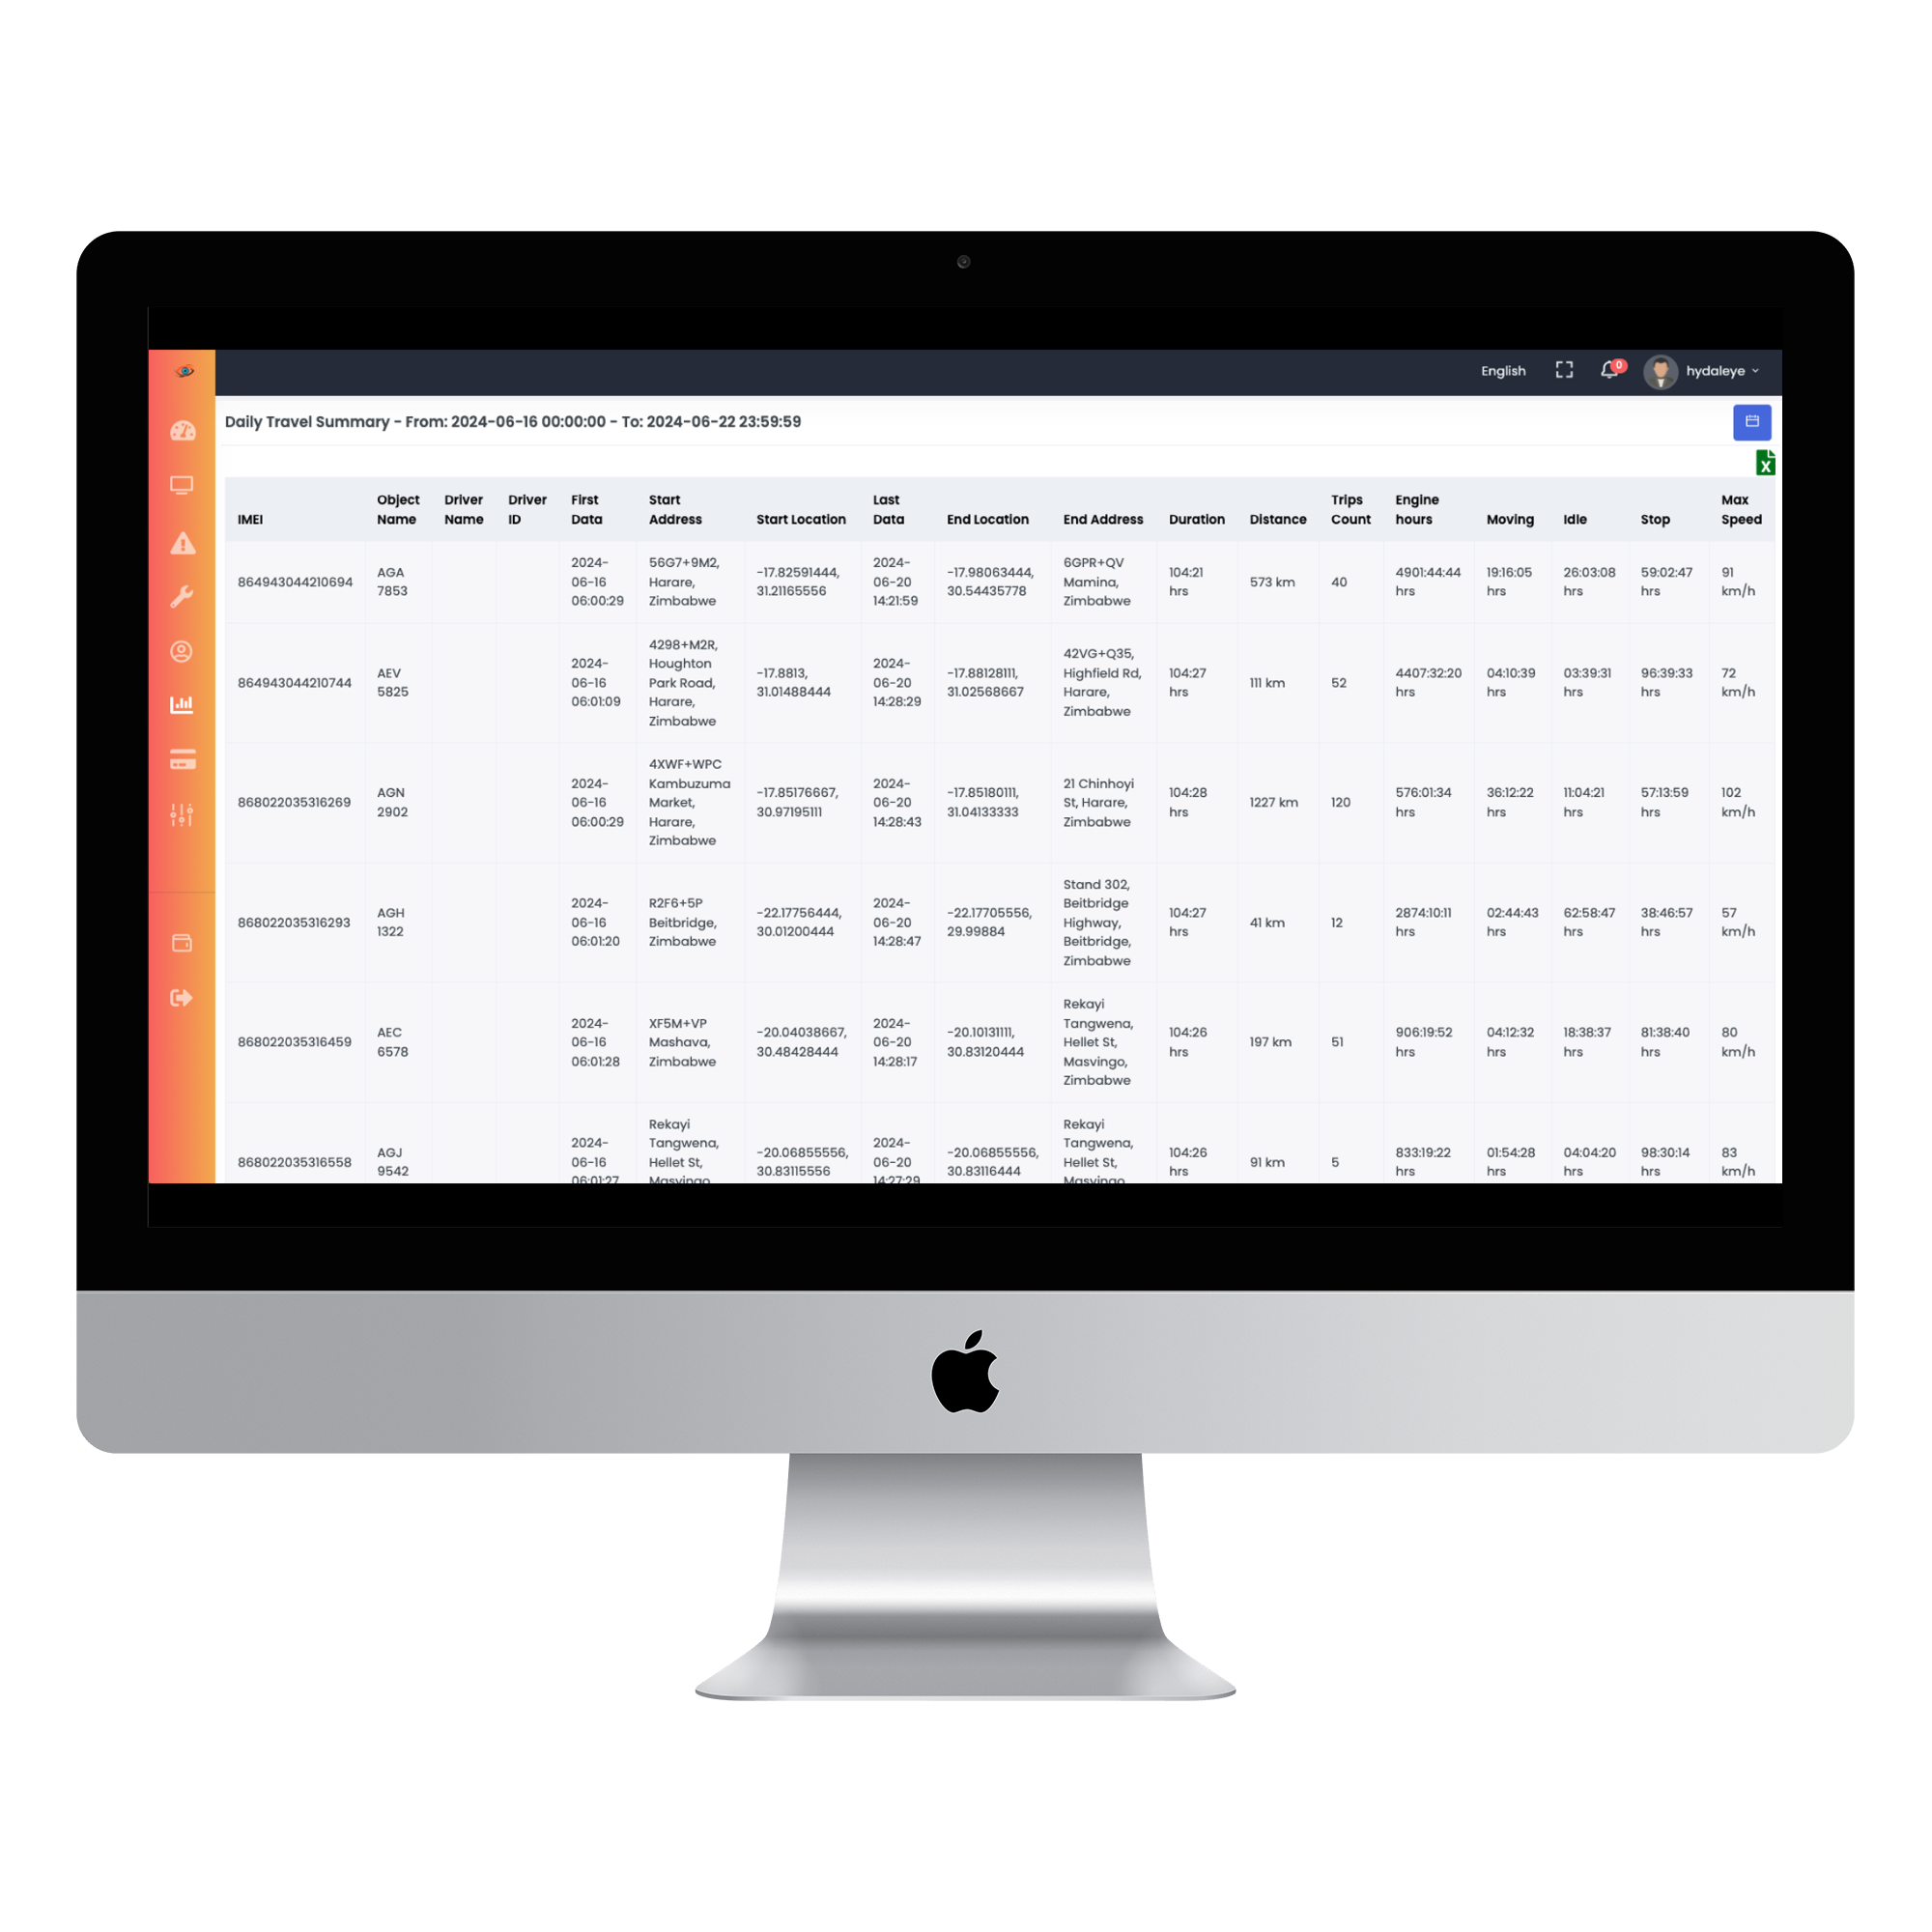 English
0
hydaleye
Daily Travel Summary - From: 2024-06-16 00:00:00 - To: 2024-06-22 23:59:59
X
IMEI Object Name Driver Name Driver ID First Data Start Address Start Location Last Data End Location End Address Duration Distance Trips Count Engine hours Moving Idle Stop Max Speed
864943044210694 AGA 7853 2024-06-16 06:00:29 56G7+9M2, Harare, Zimbabwe -17.82591444, 31.21165556 2024-06-20 14:21:59 -17.98063444, 30.54435778 6GPR+QV Mamina, Zimbabwe 104:21 hrs 573 km 40 4901:44:44 hrs 19:16:05 hrs 26:03:08 hrs 59:02:47 hrs 91 km/h
864943044210744 AEV 5825 2024-06-16 06:01:09 4298+M2R, Houghton Park Road, Harare, Zimbabwe -17.8813, 31.01488444 2024-06-20 14:28:29 -17.88128111, 31.02568667 42VG+Q35, Highfield Rd, Harare, Zimbabwe 104:27 hrs 111 km 52 4407:32:20 hrs 04:10:39 hrs 03:39:31 hrs 96:39:33 hrs 72 km/h
868022035316269 AGN 2902 2024-06-16 06:00:29 4XWF+WPC Kambuzuma Market, Harare, Zimbabwe -17.85176667, 30.97195111 2024-06-20 14:28:43 -17.85180111, 31.04133333 21 Chinhoyi St, Harare, Zimbabwe 104:28 hrs 1227 km 120 576:01:34 hrs 36:12:22 hrs 11:04:21 hrs 57:13:59 hrs 102 km/h
868022035316293 AGH 1322 2024-06-16 06:01:20 R2F6+5P Beitbridge, Zimbabwe -22.17756444, 30.01200444 2024-06-20 14:28:47 -22.17705556, 29.99884 Stand 302, Beitbridge Highway, Beitbridge, Zimbabwe 104:27 hrs 41 km 12 2874:10:11 hrs 02:44:43 hrs 62:58:47 hrs 38:46:57 hrs 57 km/h
868022035316459 AEC 6578 2024-06-16 06:01:28 XF5M+VP Mashava, Zimbabwe -20.04038667, 30.48428444 2024-06-20 14:28:17 -20.10131111, 30.83120444 Rekayi Tangwena, Hellet St, Masvingo, Zimbabwe 104:26 hrs 197 km 51 906:19:52 hrs 04:12:32 hrs 18:38:37 hrs 81:38:40 hrs 80 km/h
868022035316558 AGJ 9542 2024-06-16 06:01:27 Rekayi Tangwena, Hellet St, Masvingo -20.06855556, 30.83115556 2024-06-20 14:27:29 -20.06855556, 30.83116444 Rekayi Tangwena, Hellet St, Masvingo 104:26 hrs 91 km 5 833:19:22 hrs 01:54:28 hrs 04:04:20 hrs 98:30:14 hrs 83 km/h